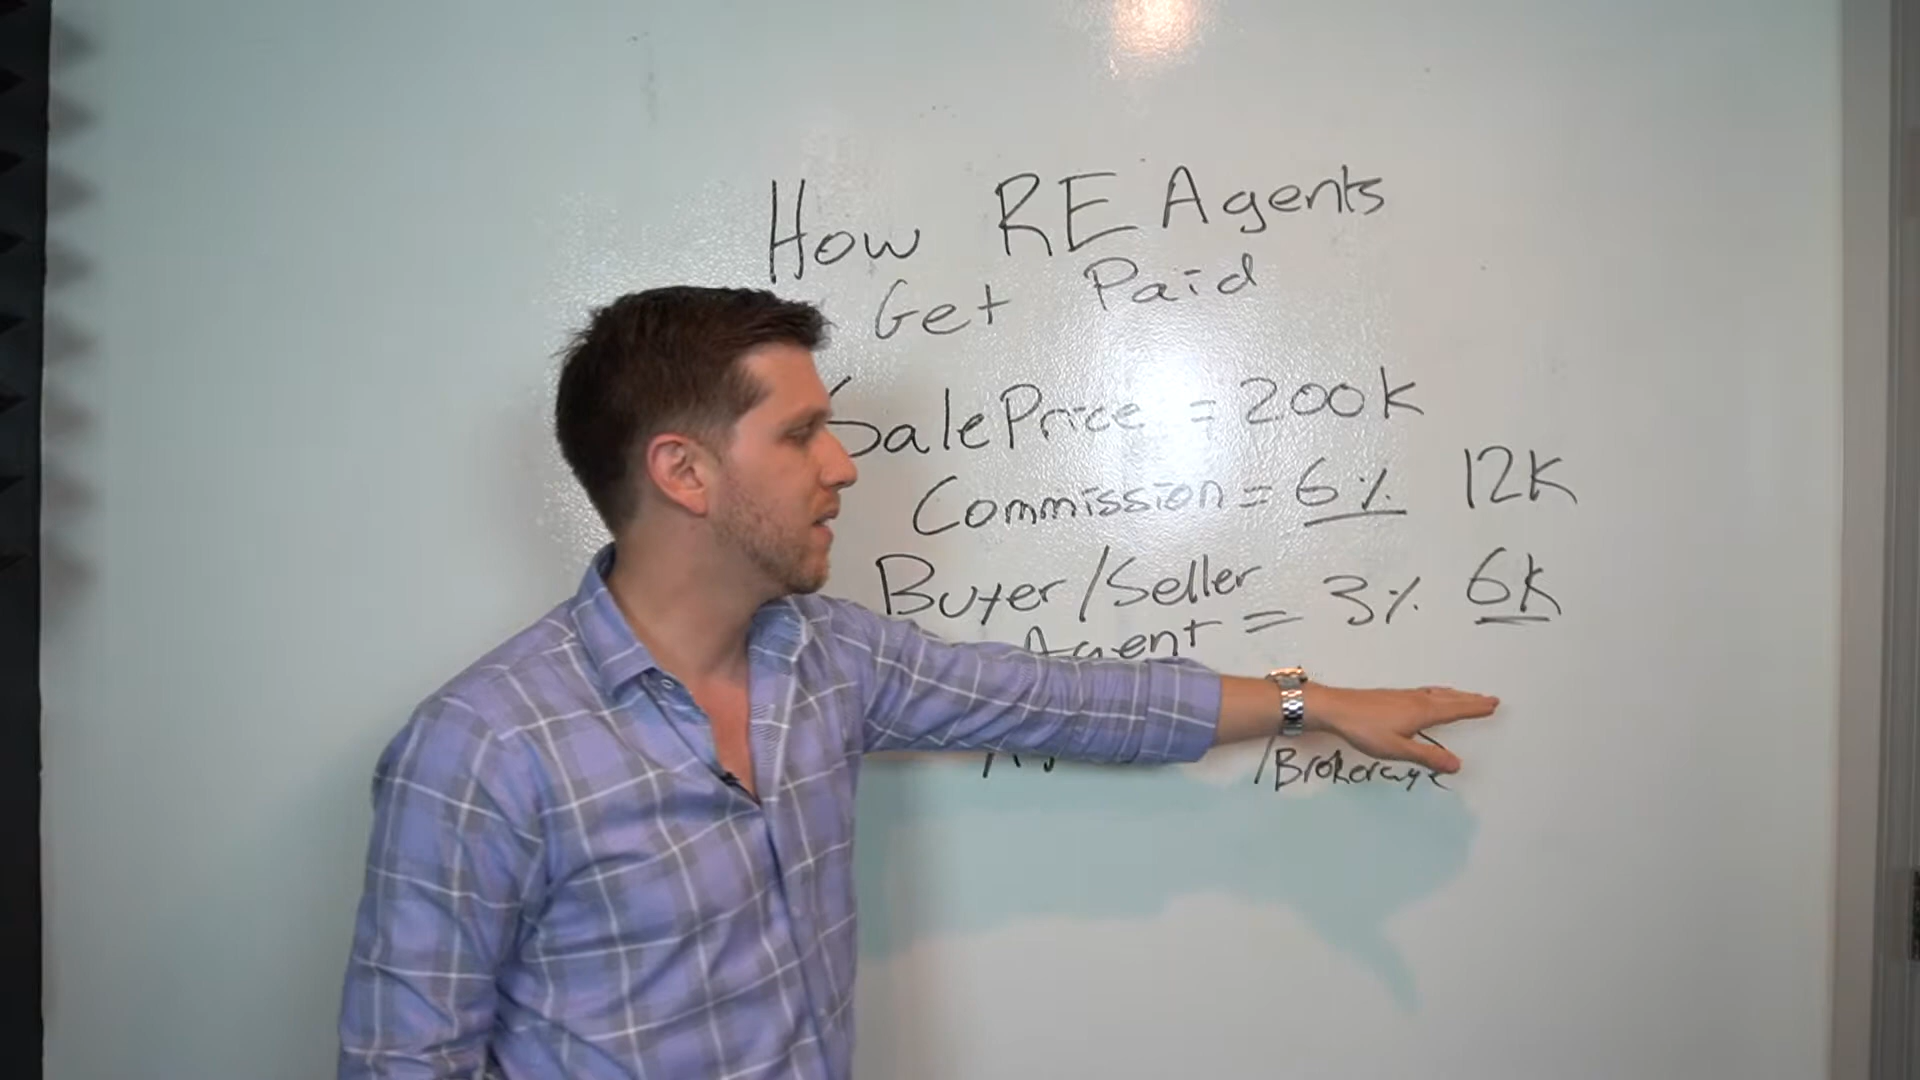 How RE Agents
Get Paid
Sale Price = 200k
Commission = 6% 12k
Buyer/Seller
Agent = 3% 6k
/Brokerage